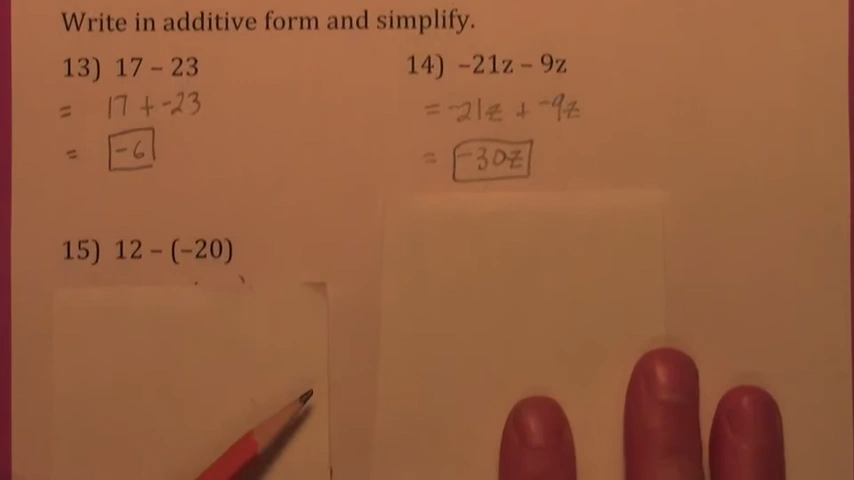 Write in additive form and simplify.
13) 17 – 23
= 17 + -23
= -6
14) –21z – 9z
= -21z + -9z
= -30z
15) 12 – (–20)